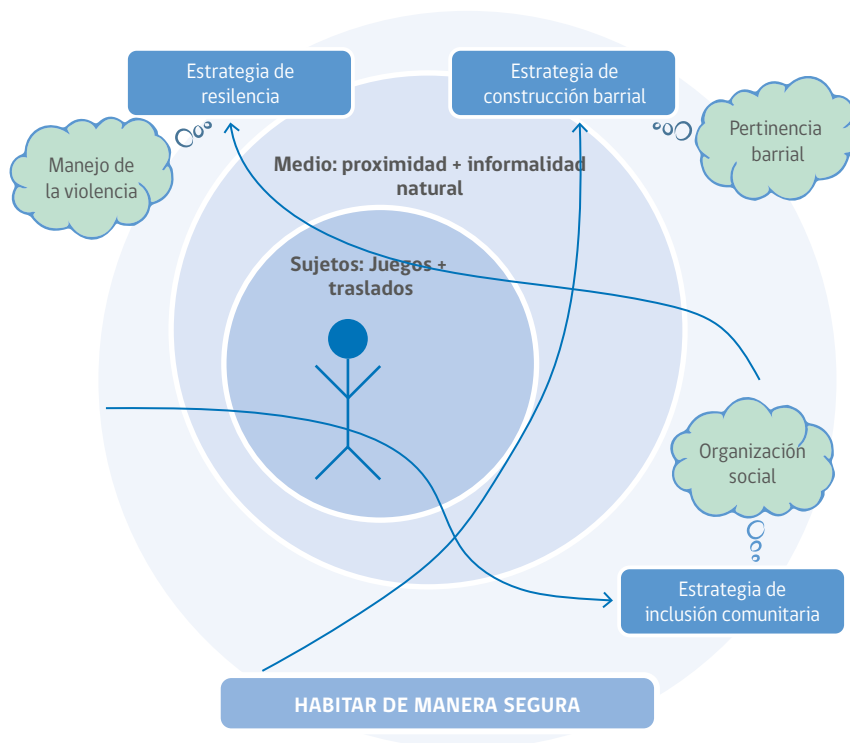 Estrategia de
resilencia
Estrategia de
construcción barrial
Manejo de
la violencia
Pertinencia
barrial
Medio: proximidad + informalidad
natural
Sujetos: Juegos +
traslados
Organización
social
Estrategia de
inclusión comunitaria
HABITAR DE MANERA SEGURA